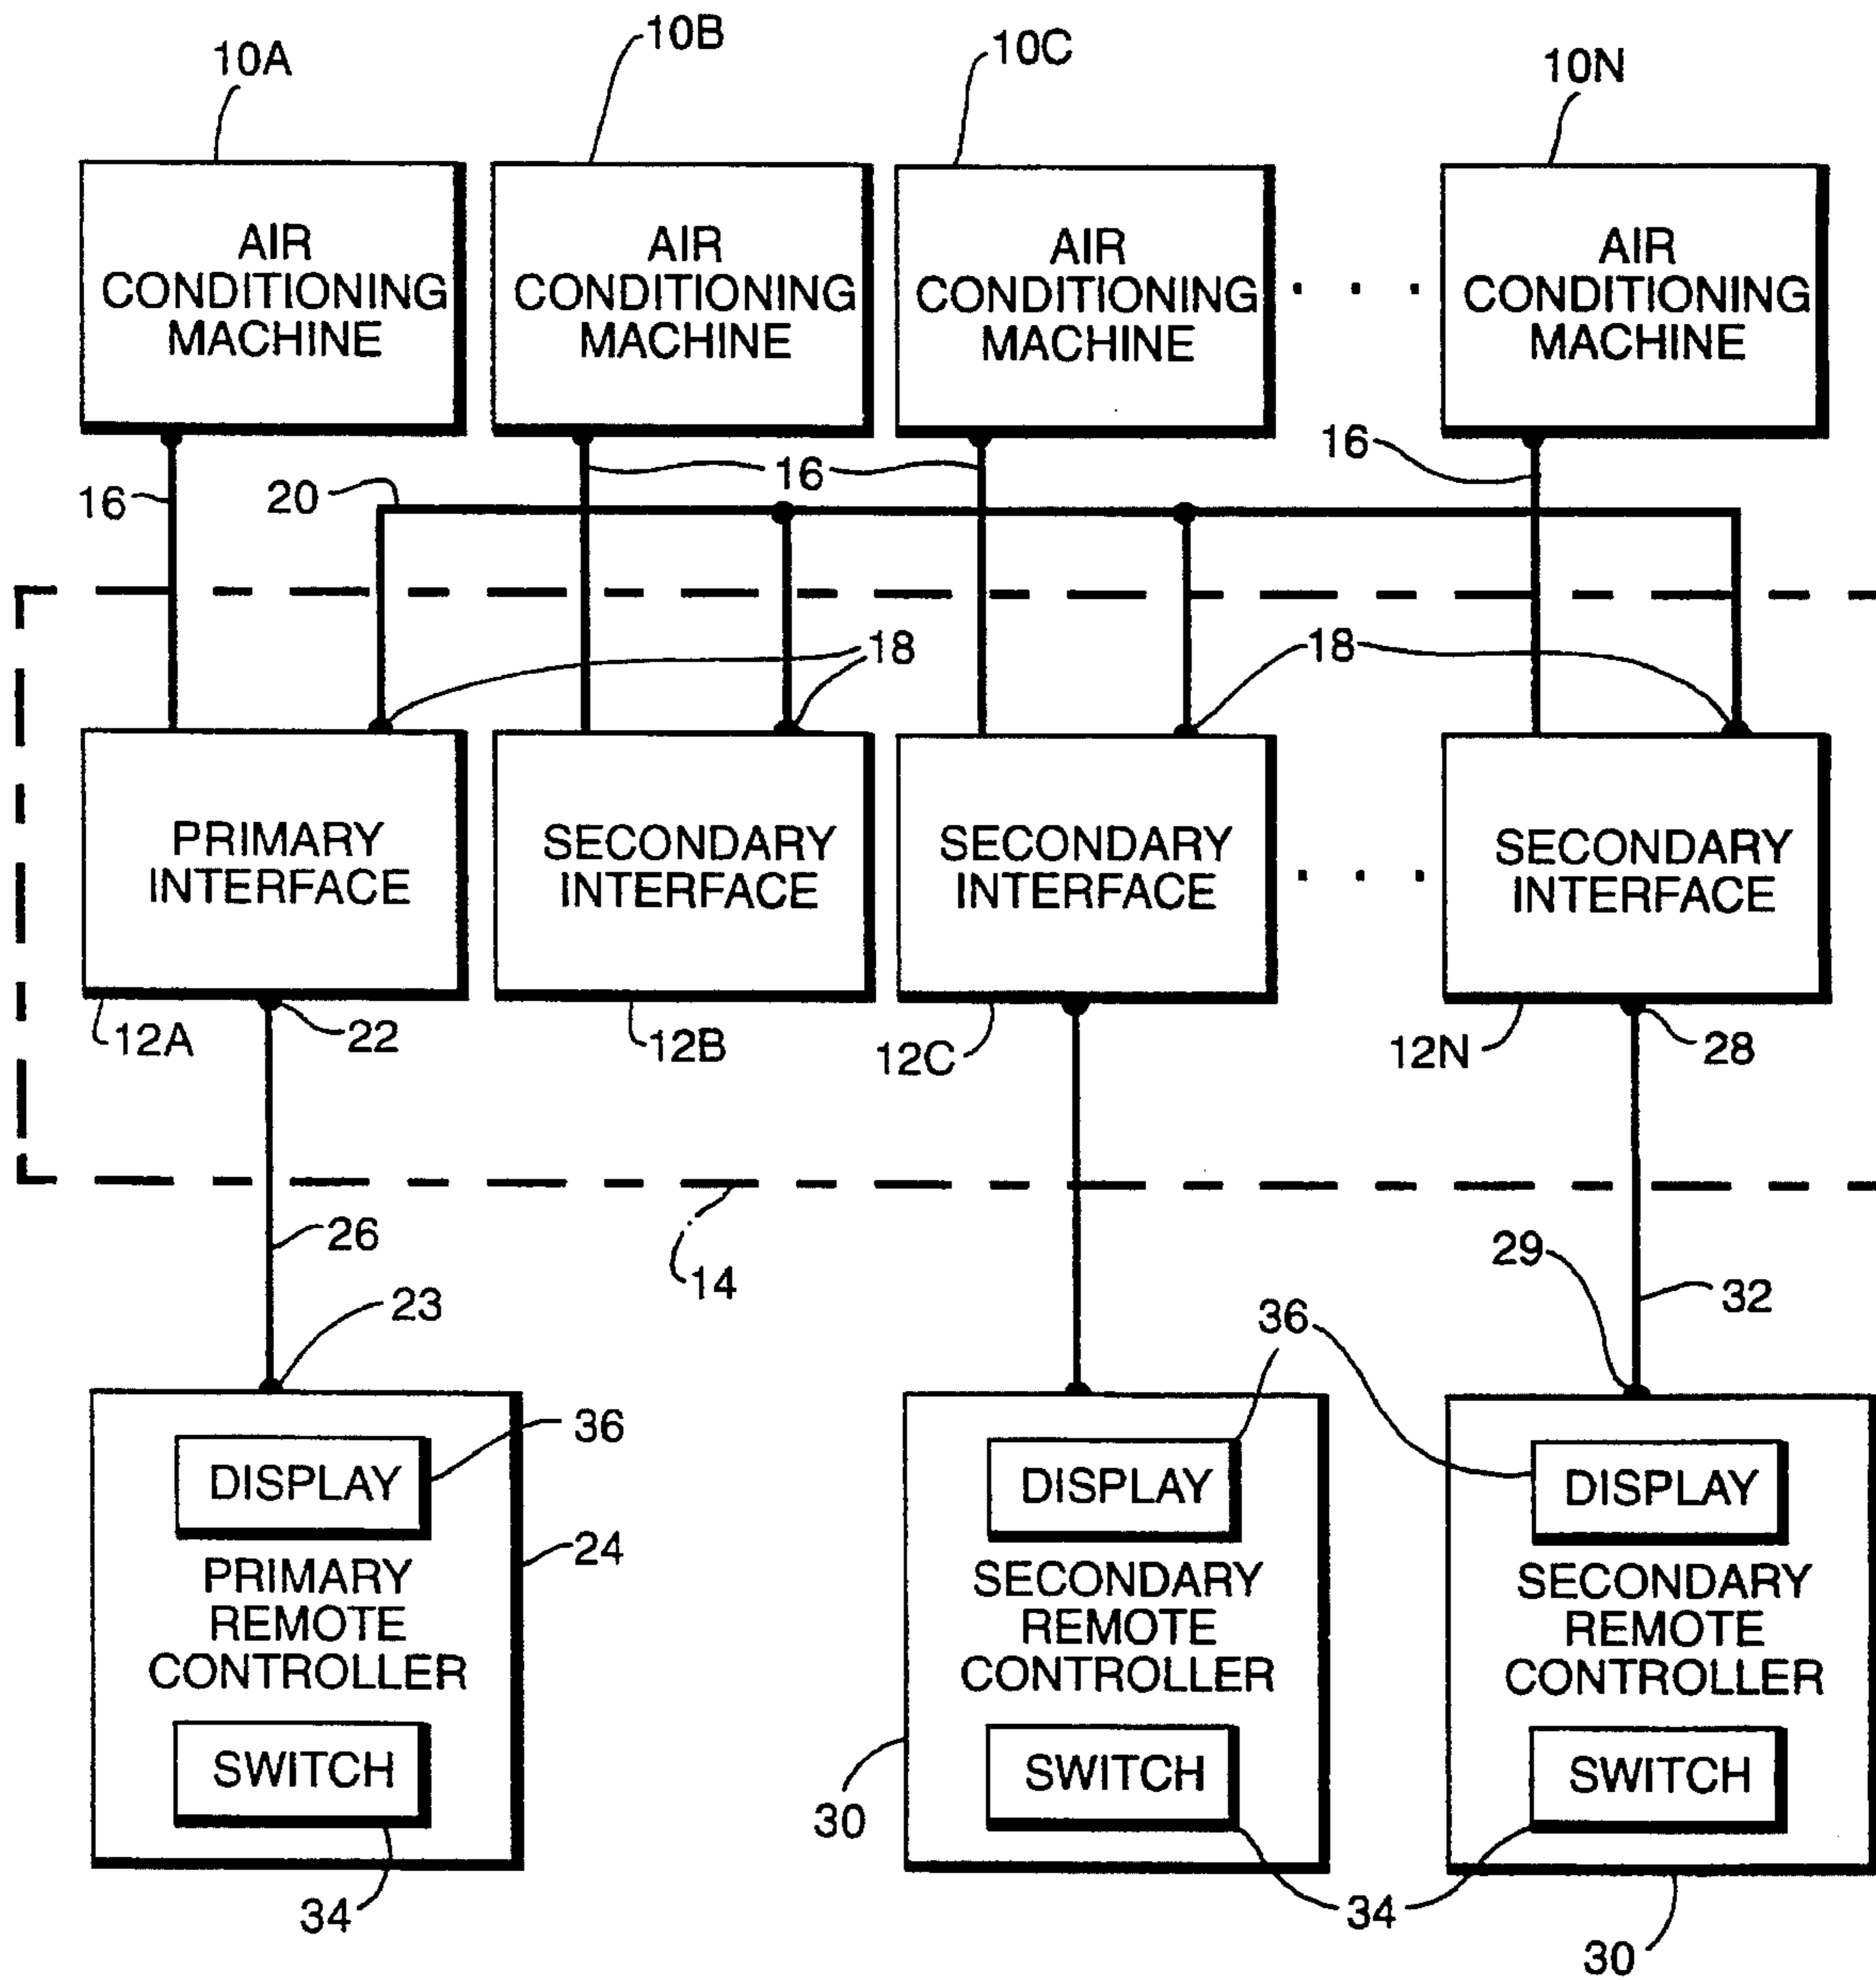 10A
10B
10C
10N
AIR
CONDITIONING
MACHINE
AIR
CONDITIONING
MACHINE
AIR
CONDITIONING
MACHINE
. . .
AIR
CONDITIONING
MACHINE
16
20
16
16
18
18
PRIMARY
INTERFACE
SECONDARY
INTERFACE
SECONDARY
INTERFACE
. . .
SECONDARY
INTERFACE
12A
22
12B
12C
12N
28
26
14
29
32
23
36
DISPLAY
36
PRIMARY
REMOTE
CONTROLLER
24
SWITCH
34
DISPLAY
SECONDARY
REMOTE
CONTROLLER
SWITCH
30
34
DISPLAY
SECONDARY
REMOTE
CONTROLLER
SWITCH
30